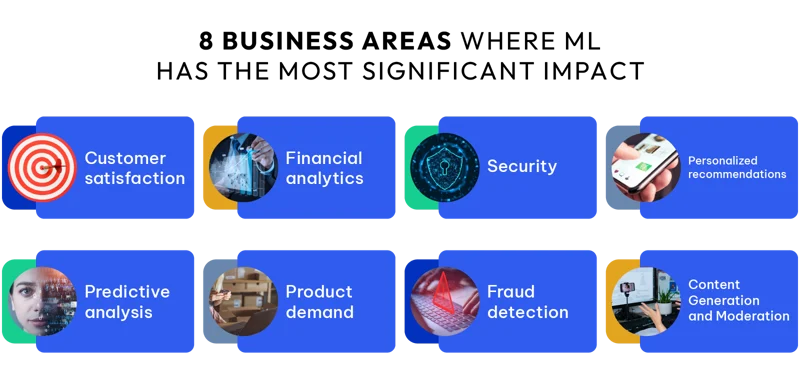 8 BUSINESS AREAS WHERE ML
HAS THE MOST SIGNIFICANT IMPACT
Customer
satisfaction
Financial
analytics
Security
Personalized
recommendations
Predictive
analysis
Product
demand
Fraud
detection
Content
Generation
and Moderation